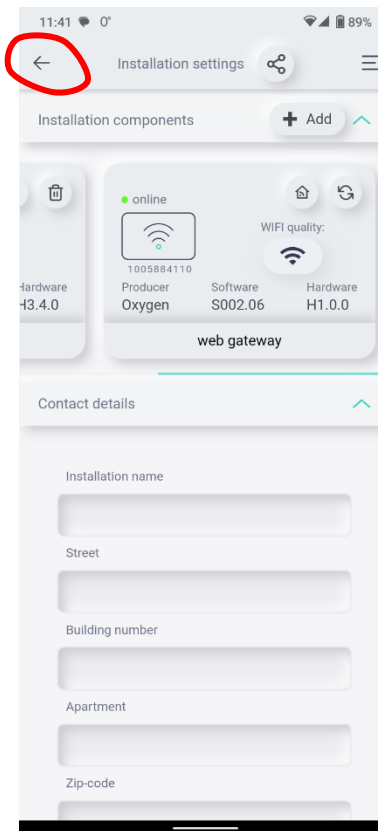 11:41 0° 89%
Installation settings
Installation components Add
online
WIFI quality:
1005884110
Hardware Producer Software Hardware
H3.4.0 Oxygen S002.06 H1.0.0
web gateway
Contact details
Installation name
Street
Building number
Apartment
Zip-code